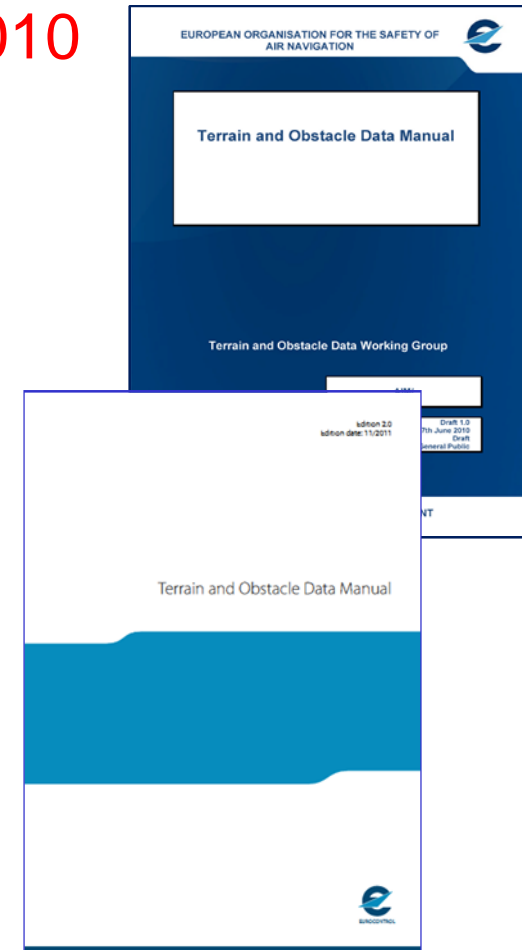 010
EUROPEAN ORGANISATION FOR THE SAFETY OF
AIR NAVIGATION
Terrain and Obstacle Data Manual
Terrain and Obstacle Data Working Group
Draft 1.0
7th June 2010
Draft
General Public
NT
Edition 2.0
Edition date: 11/2011
Terrain and Obstacle Data Manual
EUROCONTROL